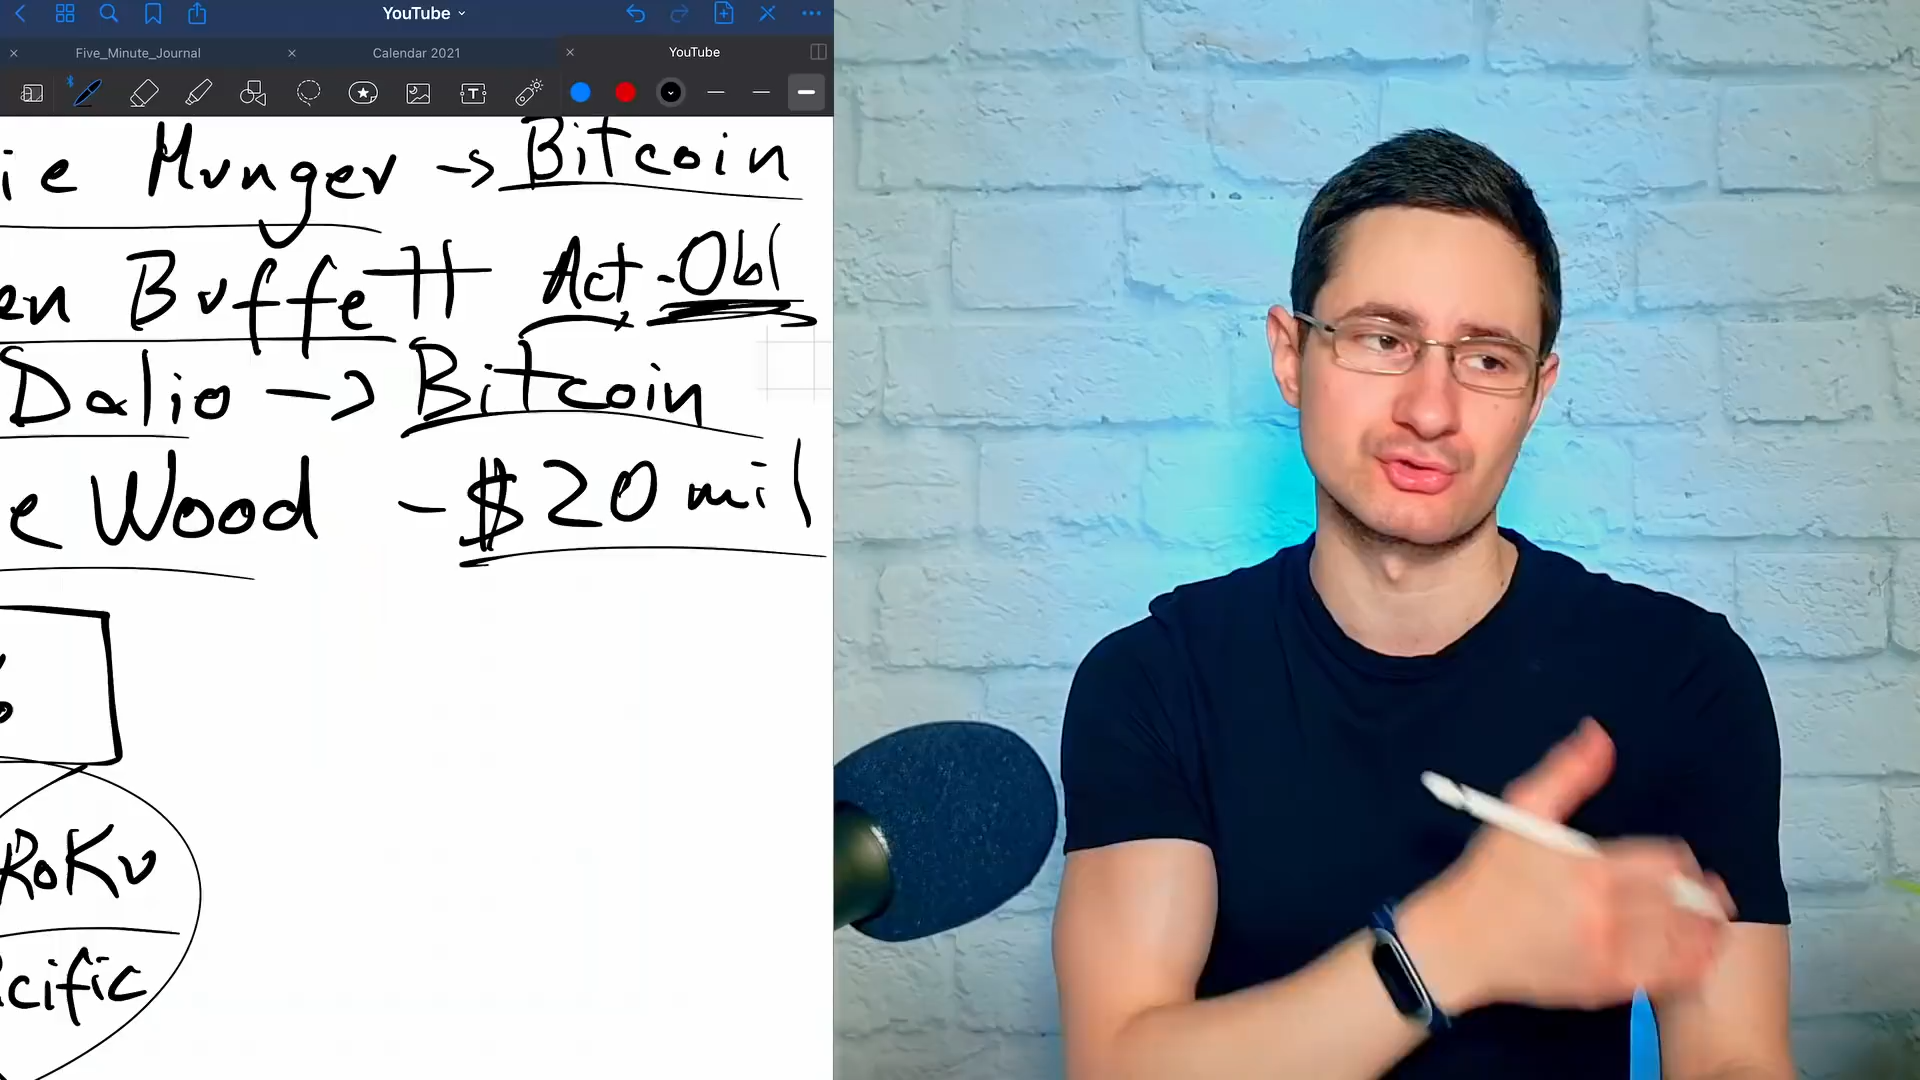 YouTube
Five_Minute_Journal
Calendar 2021
YouTube
ie Munger → Bitcoin
en Buffett Act - Obl
Dalio → Bitcoin
e Wood - $20 mil
%
RoKu
cific